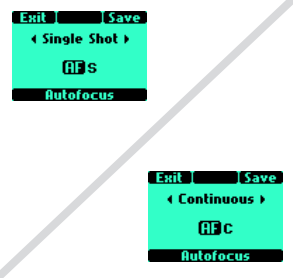 Exit Save
Single Shot
AF S
Autofocus
Exit Save
Continuous
AF C
Autofocus